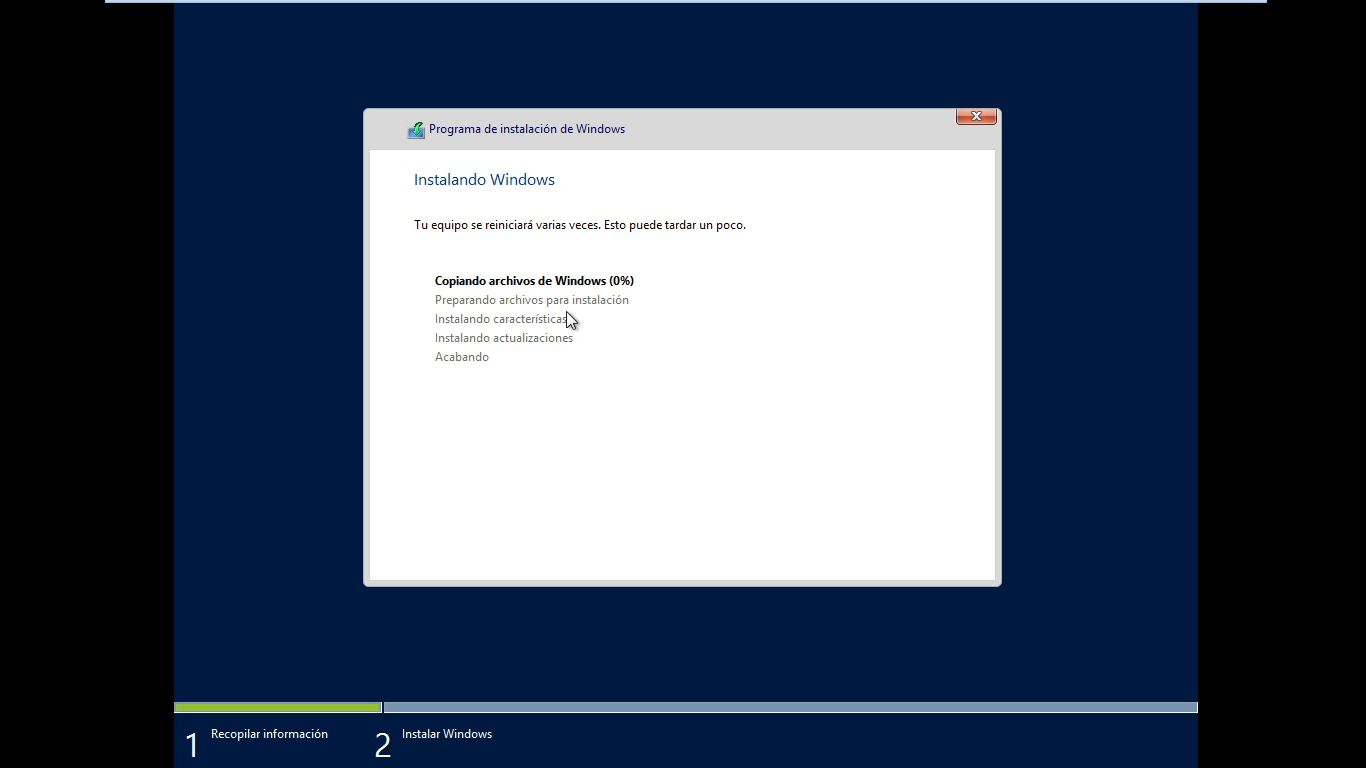 Programa de instalación de Windows
Instalando Windows
Tu equipo se reiniciará varias veces. Esto puede tardar un poco.
Copiando archivos de Windows (0%)
Preparando archivos para instalación
Instalando características
Instalando actualizaciones
Acabando
1 Recopilar información
2 Instalar Windows